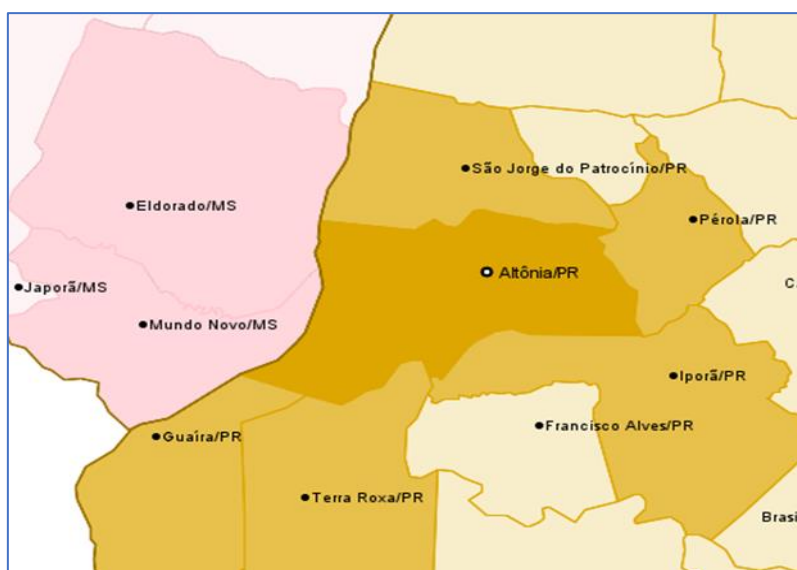 São Jorge do Patrocínio/PR
Eldorado/MS
Pérola/PR
Altônia/PR
Japorã/MS
C
Mundo Novo/MS
Iporã/PR
Francisco Alves/PR
Guaíra/PR
Terra Roxa/PR
Brasi